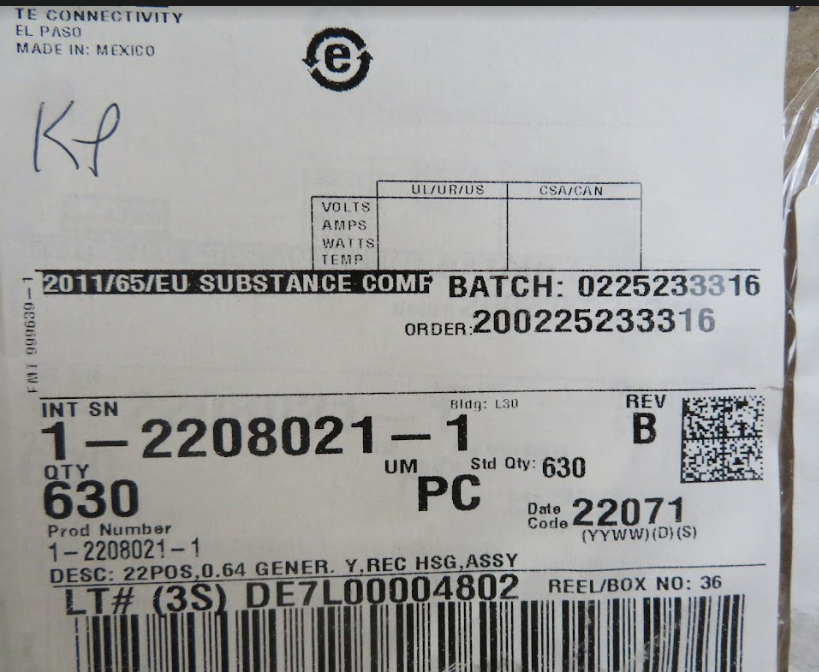 TE CONNECTIVITY
EL PASO
MADE IN: MEXICO
e
KP
UL/UR/US CSA/CAN
VOLTS
AMPS
WATTS
TEMP
2011/65/EU SUBSTANCE COMP BATCH: 0225233316
ORDER:200225233316
FMT 999639-1
INT SN Bldg: L30 REV
1-2208021-1 B
QTY UM Std Qty: 630
630 PC
Date Code 22071
(YYWW)(D)(S)
Prod Number
1-2208021-1
DESC: 22POS,0.64 GENER. Y,REC HSG,ASSY
LT# (3S) DE7L00004802 REEL/BOX NO: 36